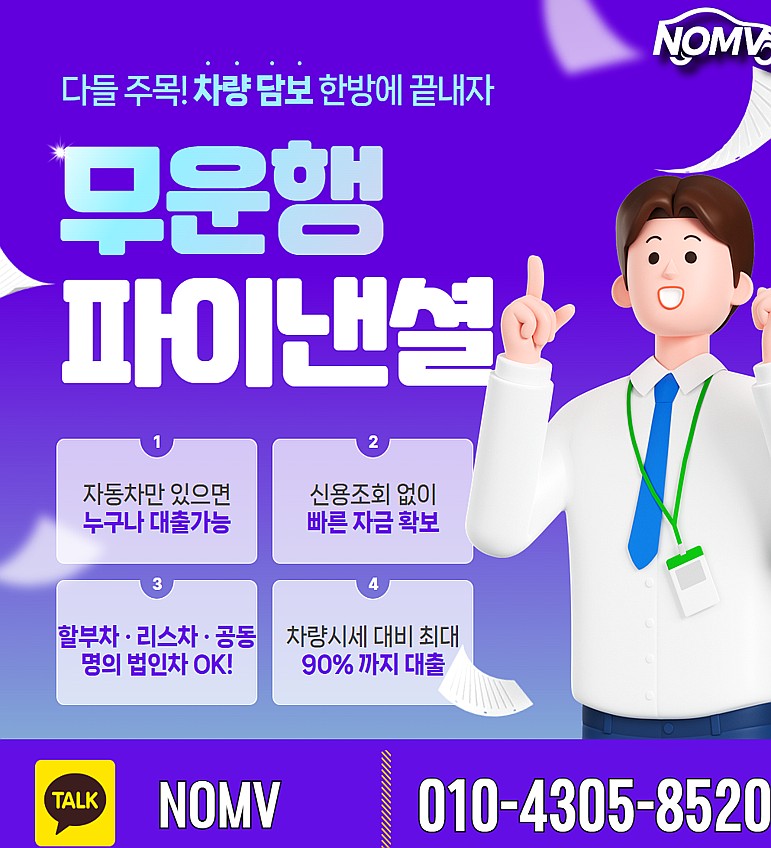 NOMV
다들 주목! 차량 담보 한방에 끝내자
무운행
파이낸셜
1
자동차만 있으면
누구나 대출가능
2
신용조회 없이
빠른 자금 확보
3
할부차 · 리스차 · 공동
명의 법인차 OK!
4
차량시세 대비 최대
90% 까지 대출
TALK
NOMV
010-4305-8520